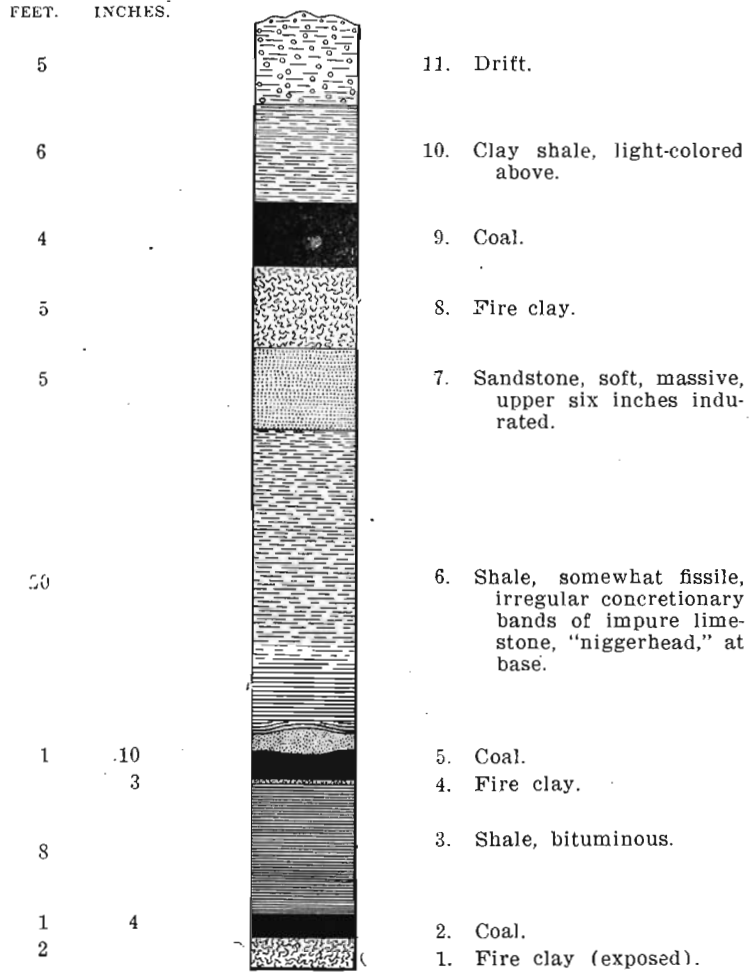 FEET. INCHES.
5 11. Drift.
6 10. Clay shale, light-colored
above.
4 9. Coal.
5 8. Fire clay.
5 7. Sandstone, soft, massive,
upper six inches indu-
rated.
6. Shale, somewhat fissile,
irregular concretionary
bands of impure lime-
stone, "niggerhead," at
base.
1 10 5. Coal.
3 4. Fire clay.
8 3. Shale, bituminous.
1 4 2. Coal.
2 1. Fire clay (exposed).